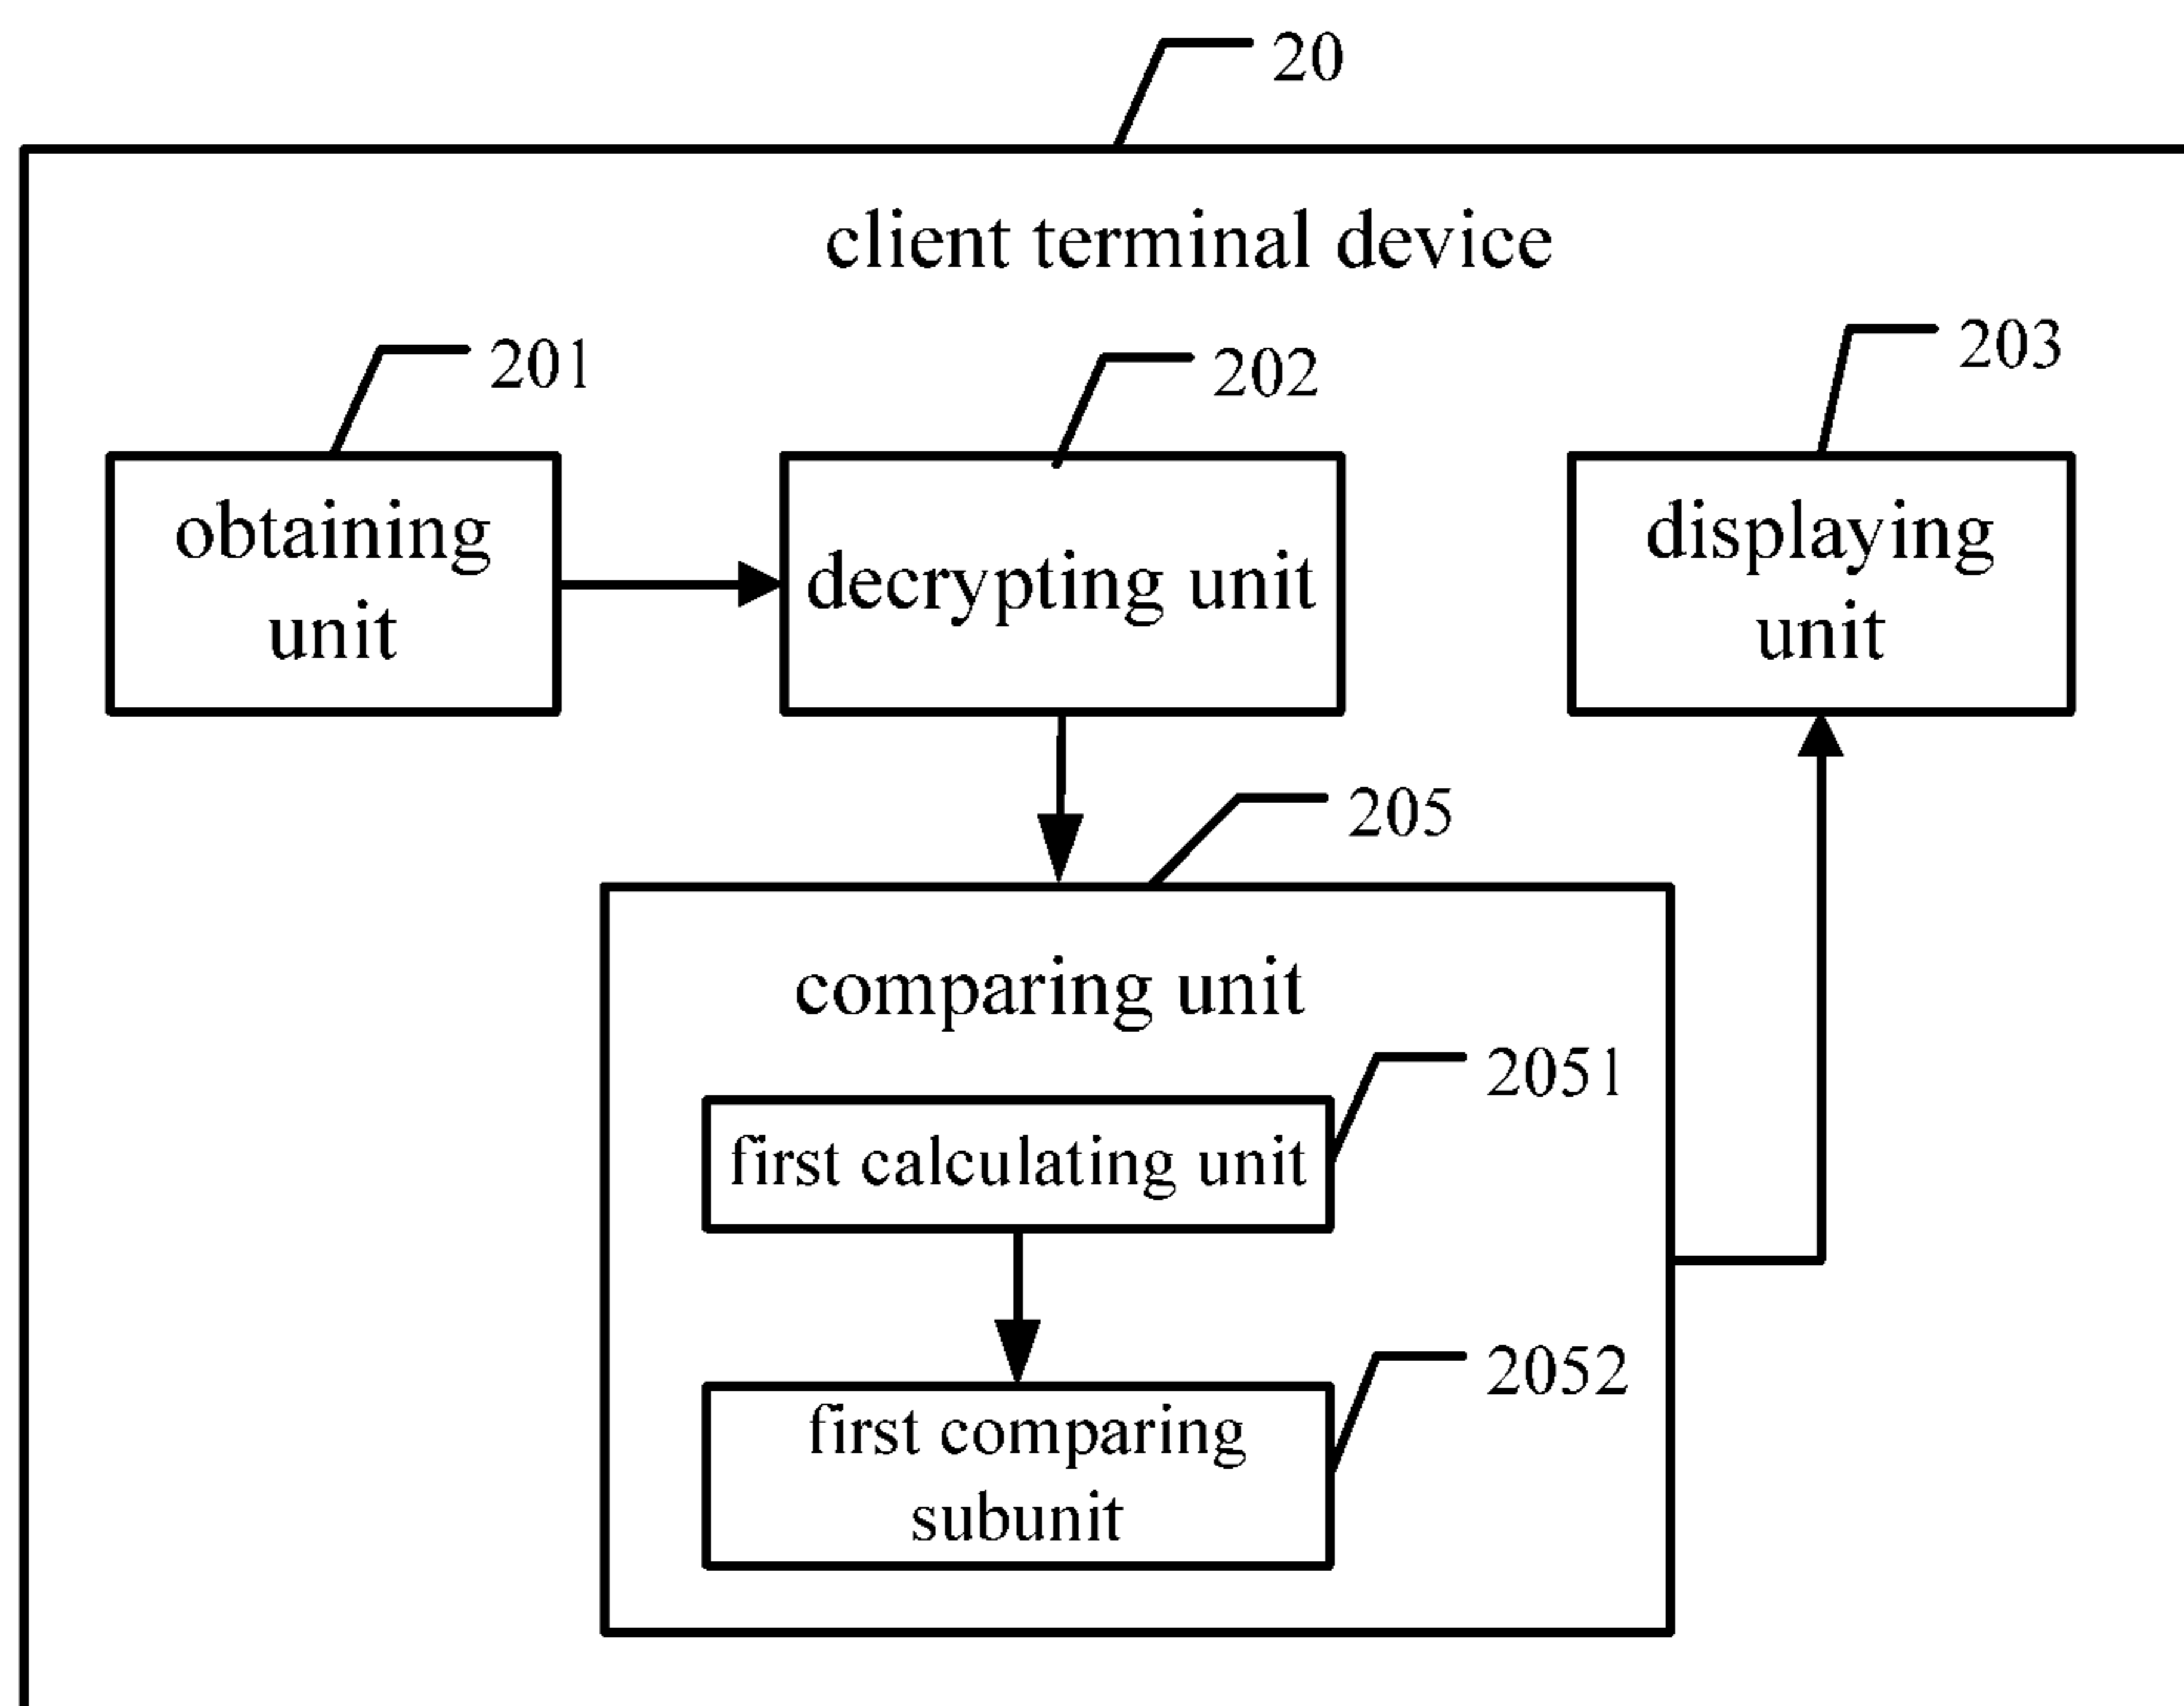 20
client terminal device
201
202
203
obtaining
unit
decrypting unit
displaying
unit
205
comparing unit
2051
first calculating unit
2052
first comparing
subunit